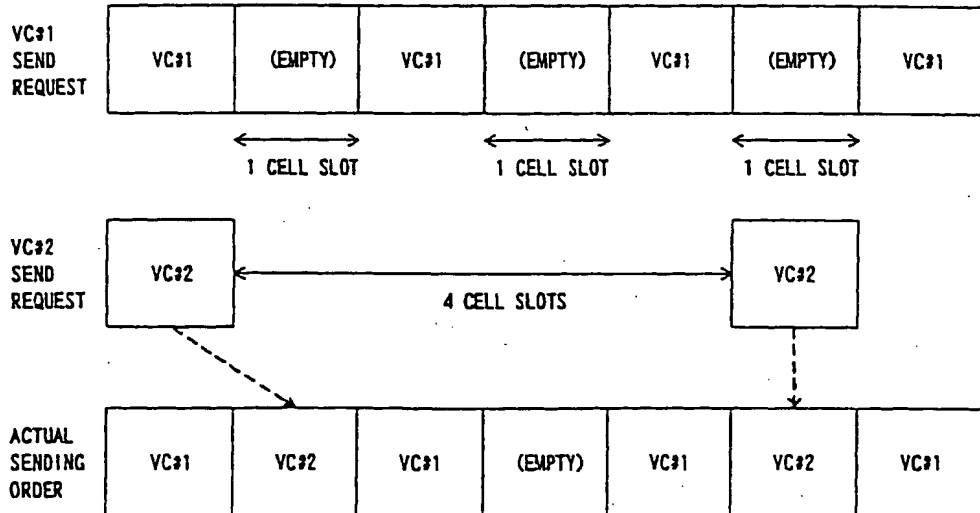 VC#1
SEND
REQUEST
VC#1 (EMPTY) VC#1 (EMPTY) VC#1 (EMPTY) VC#1
1 CELL SLOT 1 CELL SLOT 1 CELL SLOT
VC#2
SEND
REQUEST
VC#2 VC#2
4 CELL SLOTS
ACTUAL
SENDING
ORDER
VC#1 VC#2 VC#1 (EMPTY) VC#1 VC#2 VC#1